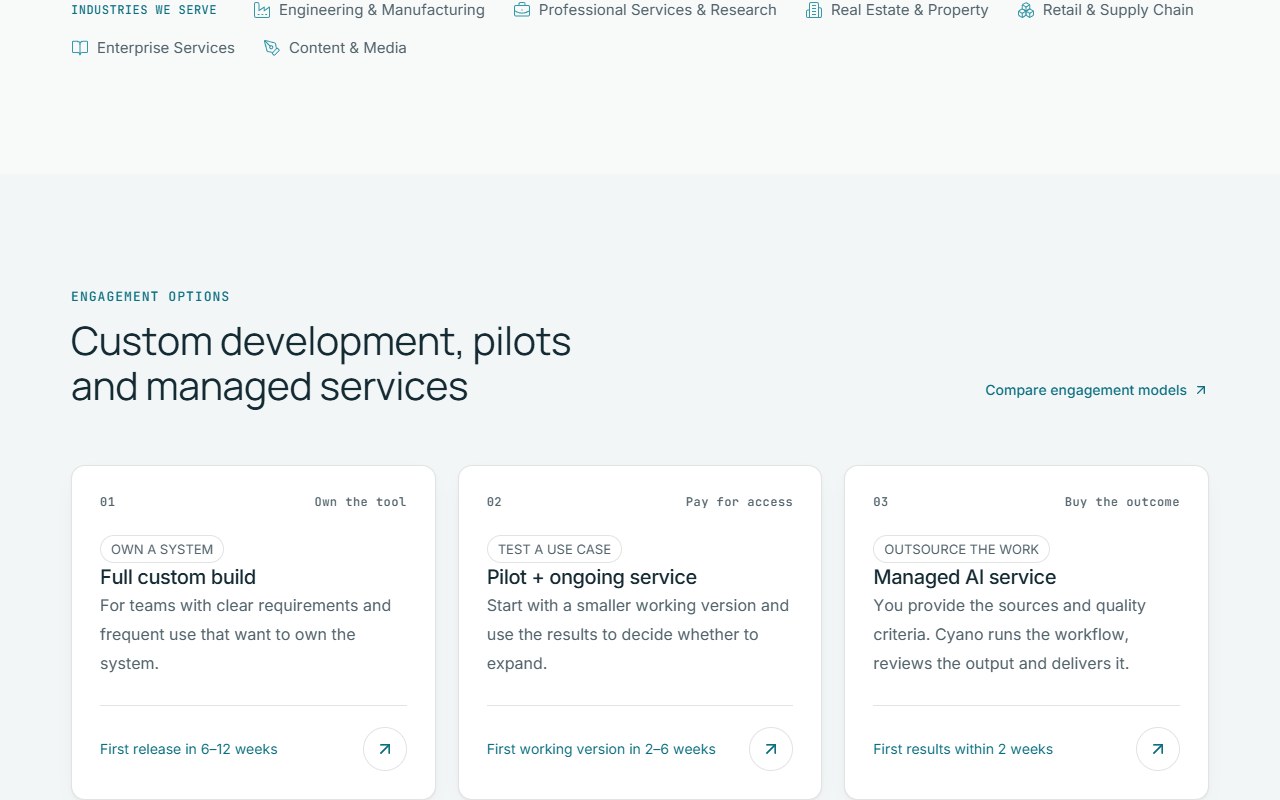 INDUSTRIES WE SERVE
Engineering & Manufacturing
Professional Services & Research
Real Estate & Property
Retail & Supply Chain
Enterprise Services
Content & Media
ENGAGEMENT OPTIONS
Custom development, pilots
and managed services
Compare engagement models
01
Own the tool
OWN A SYSTEM
Full custom build
For teams with clear requirements and
frequent use that want to own the
system.
First release in 6–12 weeks
02
Pay for access
TEST A USE CASE
Pilot + ongoing service
Start with a smaller working version and
use the results to decide whether to
expand.
First working version in 2–6 weeks
03
Buy the outcome
OUTSOURCE THE WORK
Managed AI service
You provide the sources and quality
criteria. Cyano runs the workflow,
reviews the output and delivers it.
First results within 2 weeks